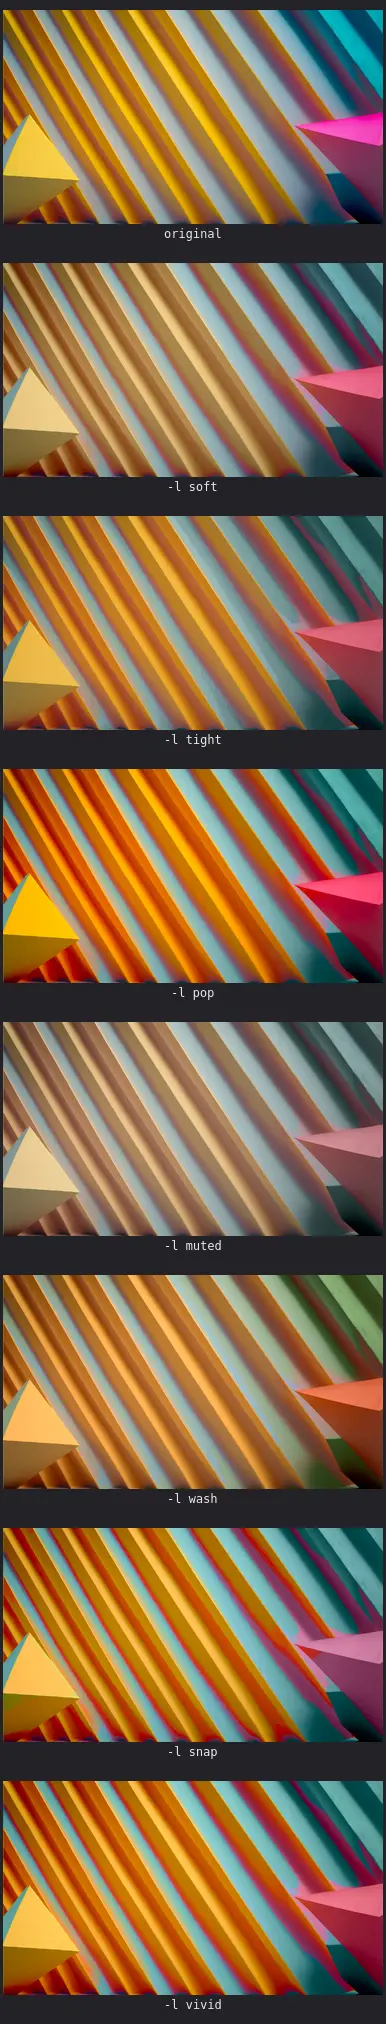 original
-l soft
-l tight
-l pop
-l muted
-l wash
-l snap
-l vivid